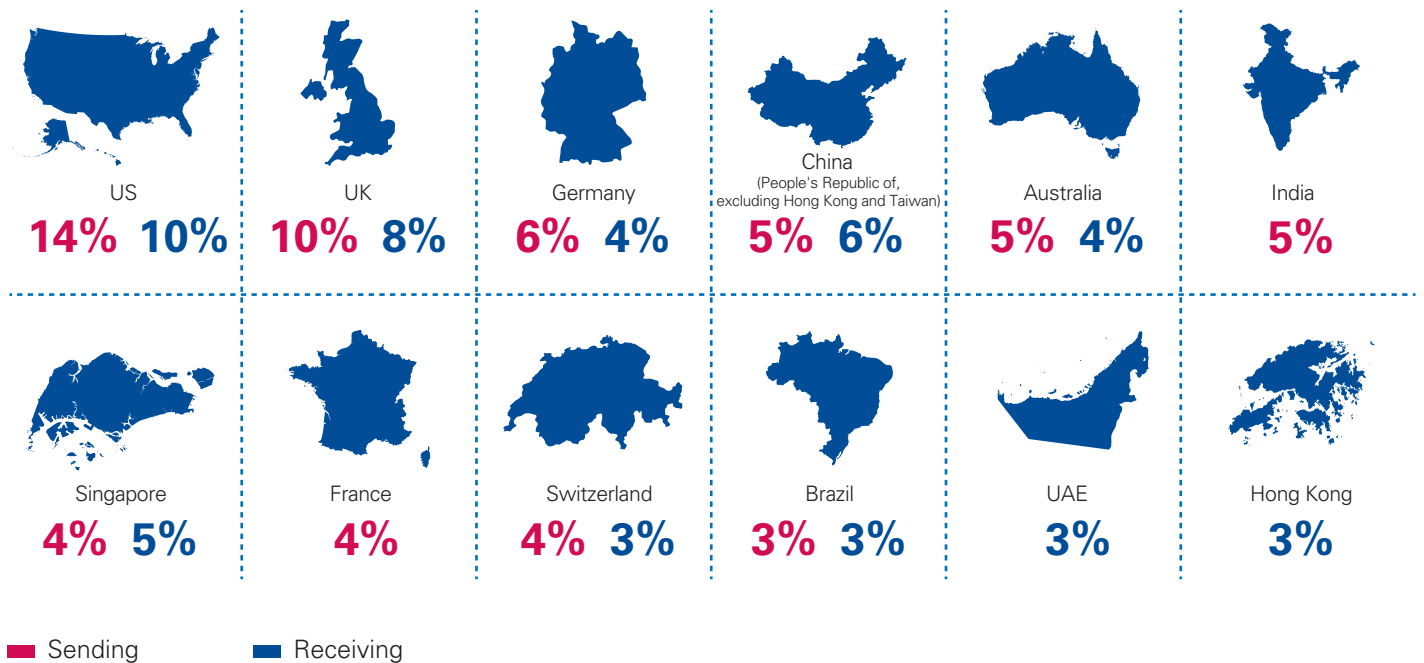 US
14% 10%
UK
10% 8%
Germany
6% 4%
China
(People's Republic of,
excluding Hong Kong and Taiwan)
5% 6%
Australia
5% 4%
India
5%
Singapore
4% 5%
France
4%
Switzerland
4% 3%
Brazil
3% 3%
UAE
3%
Hong Kong
3%
Sending
Receiving